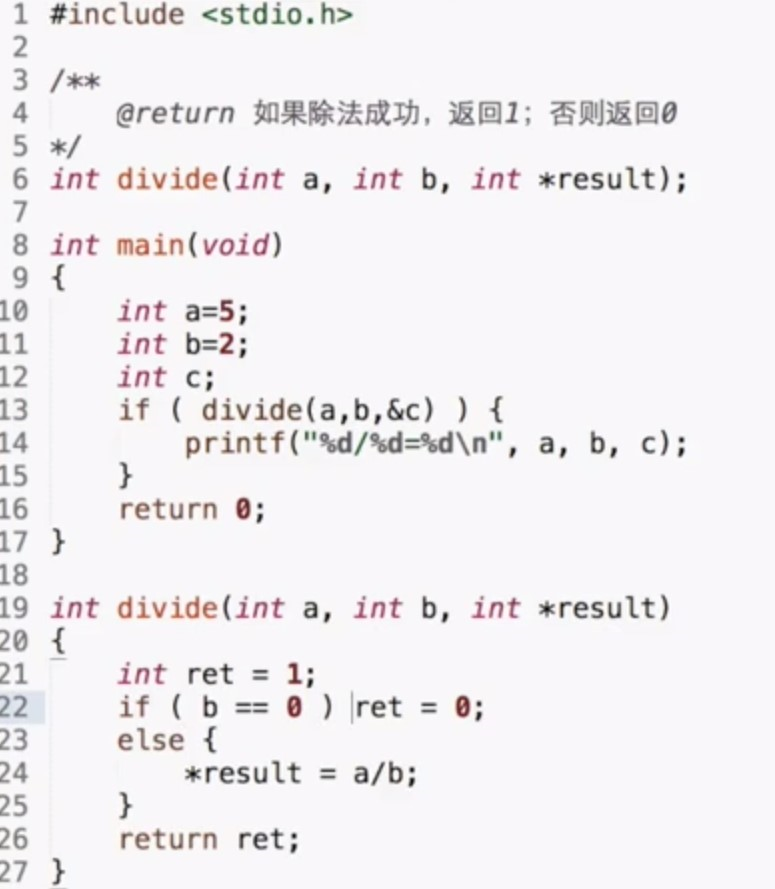 1 #include <stdio.h>
2
3 /**
4     @return 如果除法成功，返回1；否则返回0
5 */
6 int divide(int a, int b, int *result);
7
8 int main(void)
9 {
10     int a=5;
11     int b=2;
12     int c;
13     if ( divide(a,b,&c) ) {
14         printf("%d/%d=%d\n", a, b, c);
15     }
16     return 0;
17 }
18
19 int divide(int a, int b, int *result)
20 {
21     int ret = 1;
22     if ( b == 0 ) ret = 0;
23     else {
24         *result = a/b;
25     }
26     return ret;
27 }